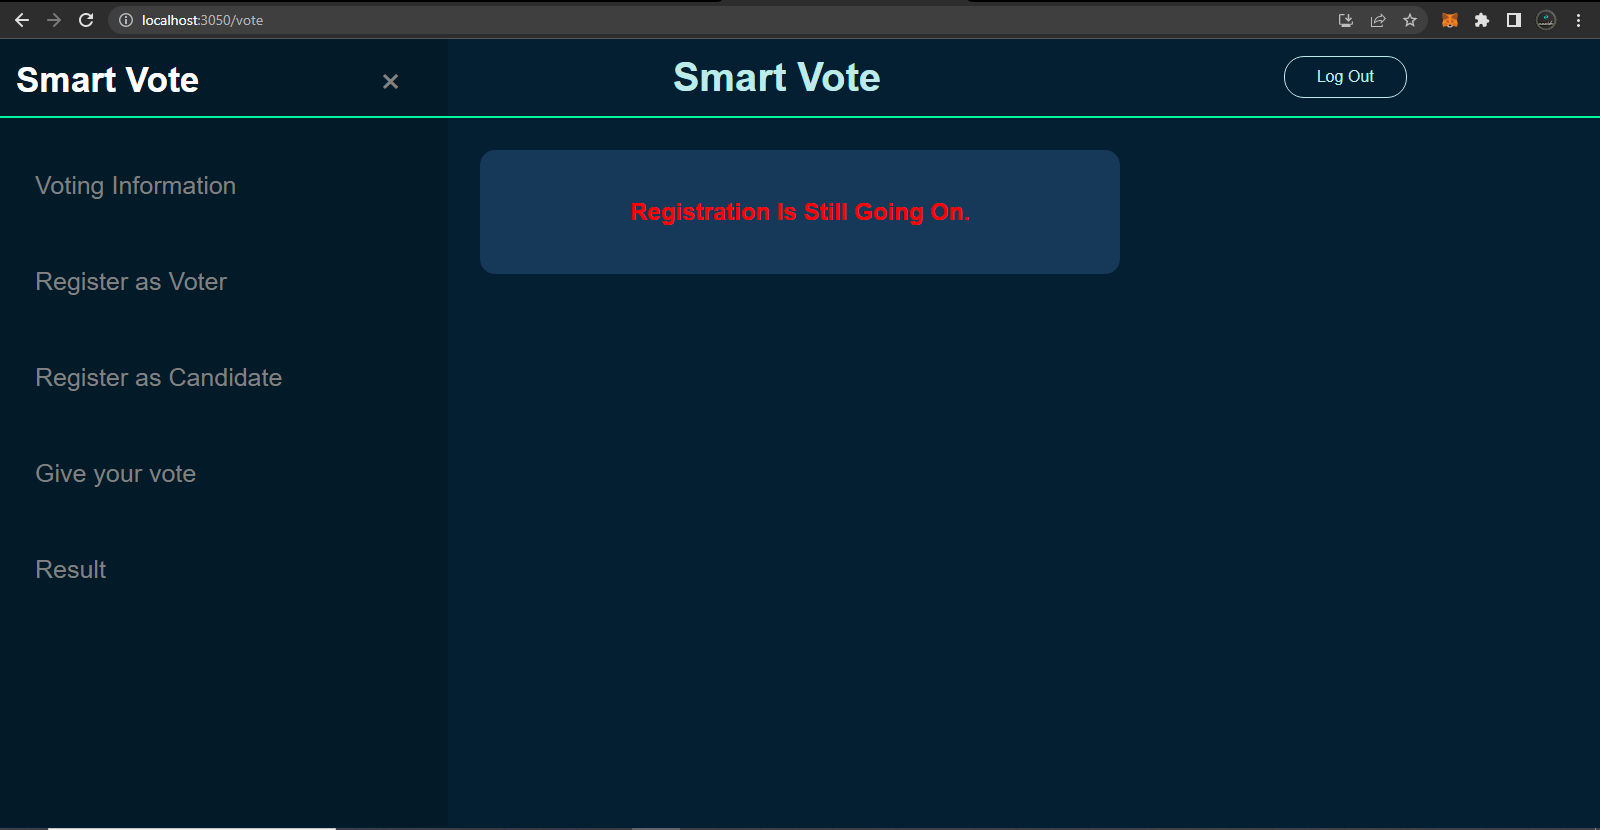 localhost:3050/vote
Smart Vote
Smart Vote
Log Out
Voting Information
Register as Voter
Register as Candidate
Give your vote
Result
Registration Is Still Going On.